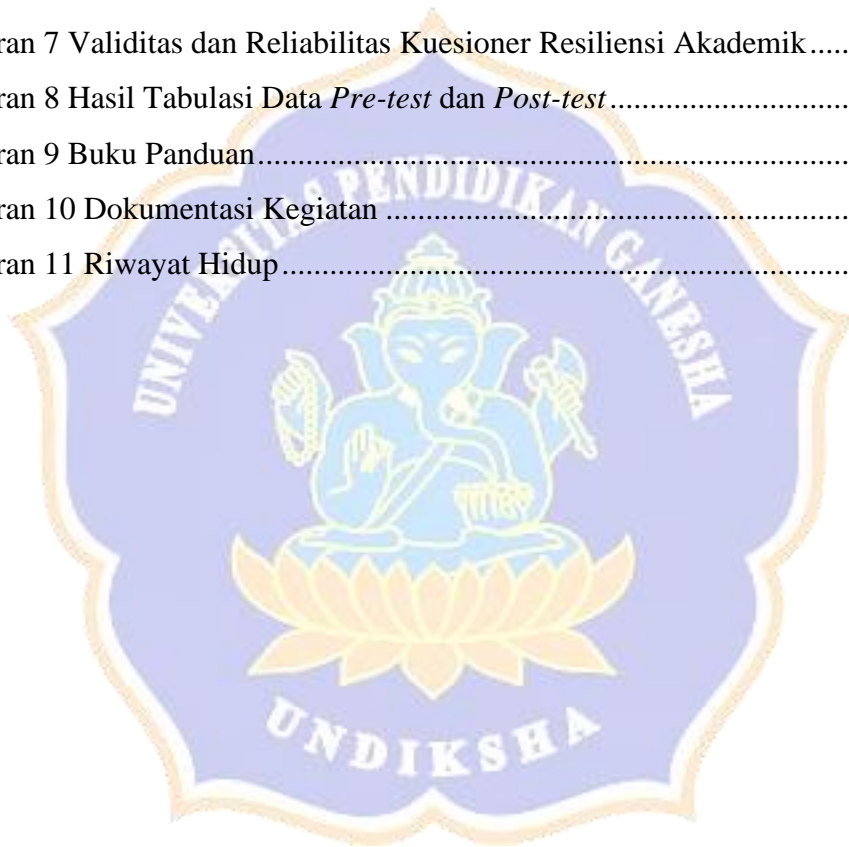 ran 7 Validitas dan Reliabilitas Kuesioner Resiliensi Akademik.....
ran 8 Hasil Tabulasi Data Pre-test dan Post-test..............................
ran 9 Buku Panduan..........................................................................
ran 10 Dokumentasi Kegiatan ..........................................................
ran 11 Riwayat Hidup.......................................................................
UNIVERSITAS PENDIDIKAN GANESHA
UNDIKSHA